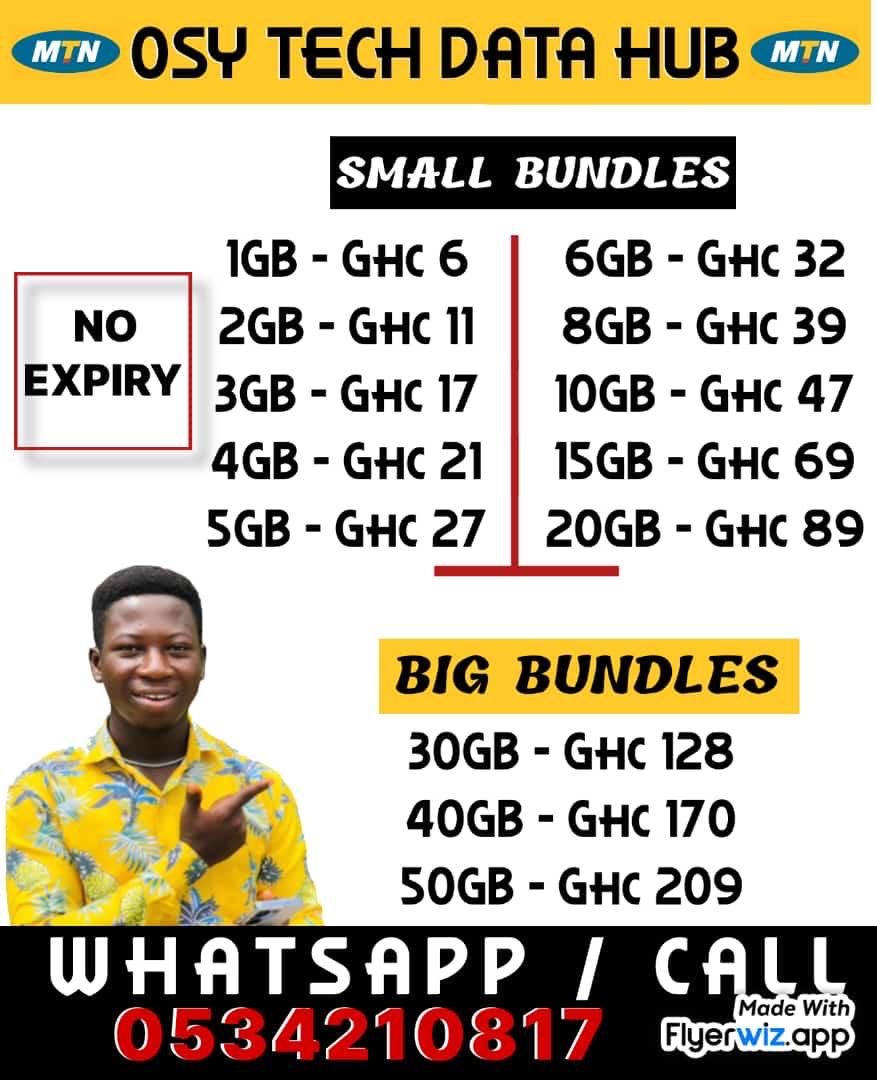 MTN OSY TECH DATA HUB MTN
SMALL BUNDLES
NO
EXPIRY
1GB - GHC 6
2GB - GHC 11
3GB - GHC 17
4GB - GHC 21
5GB - GHC 27
6GB - GHC 32
8GB - GHC 39
10GB - GHC 47
15GB - GHC 69
20GB - GHC 89
BIG BUNDLES
30GB - GHC 128
40GB - GHC 170
50GB - GHC 209
WHATSAPP / CALL
0534210817
Made With
Flyerwiz.app